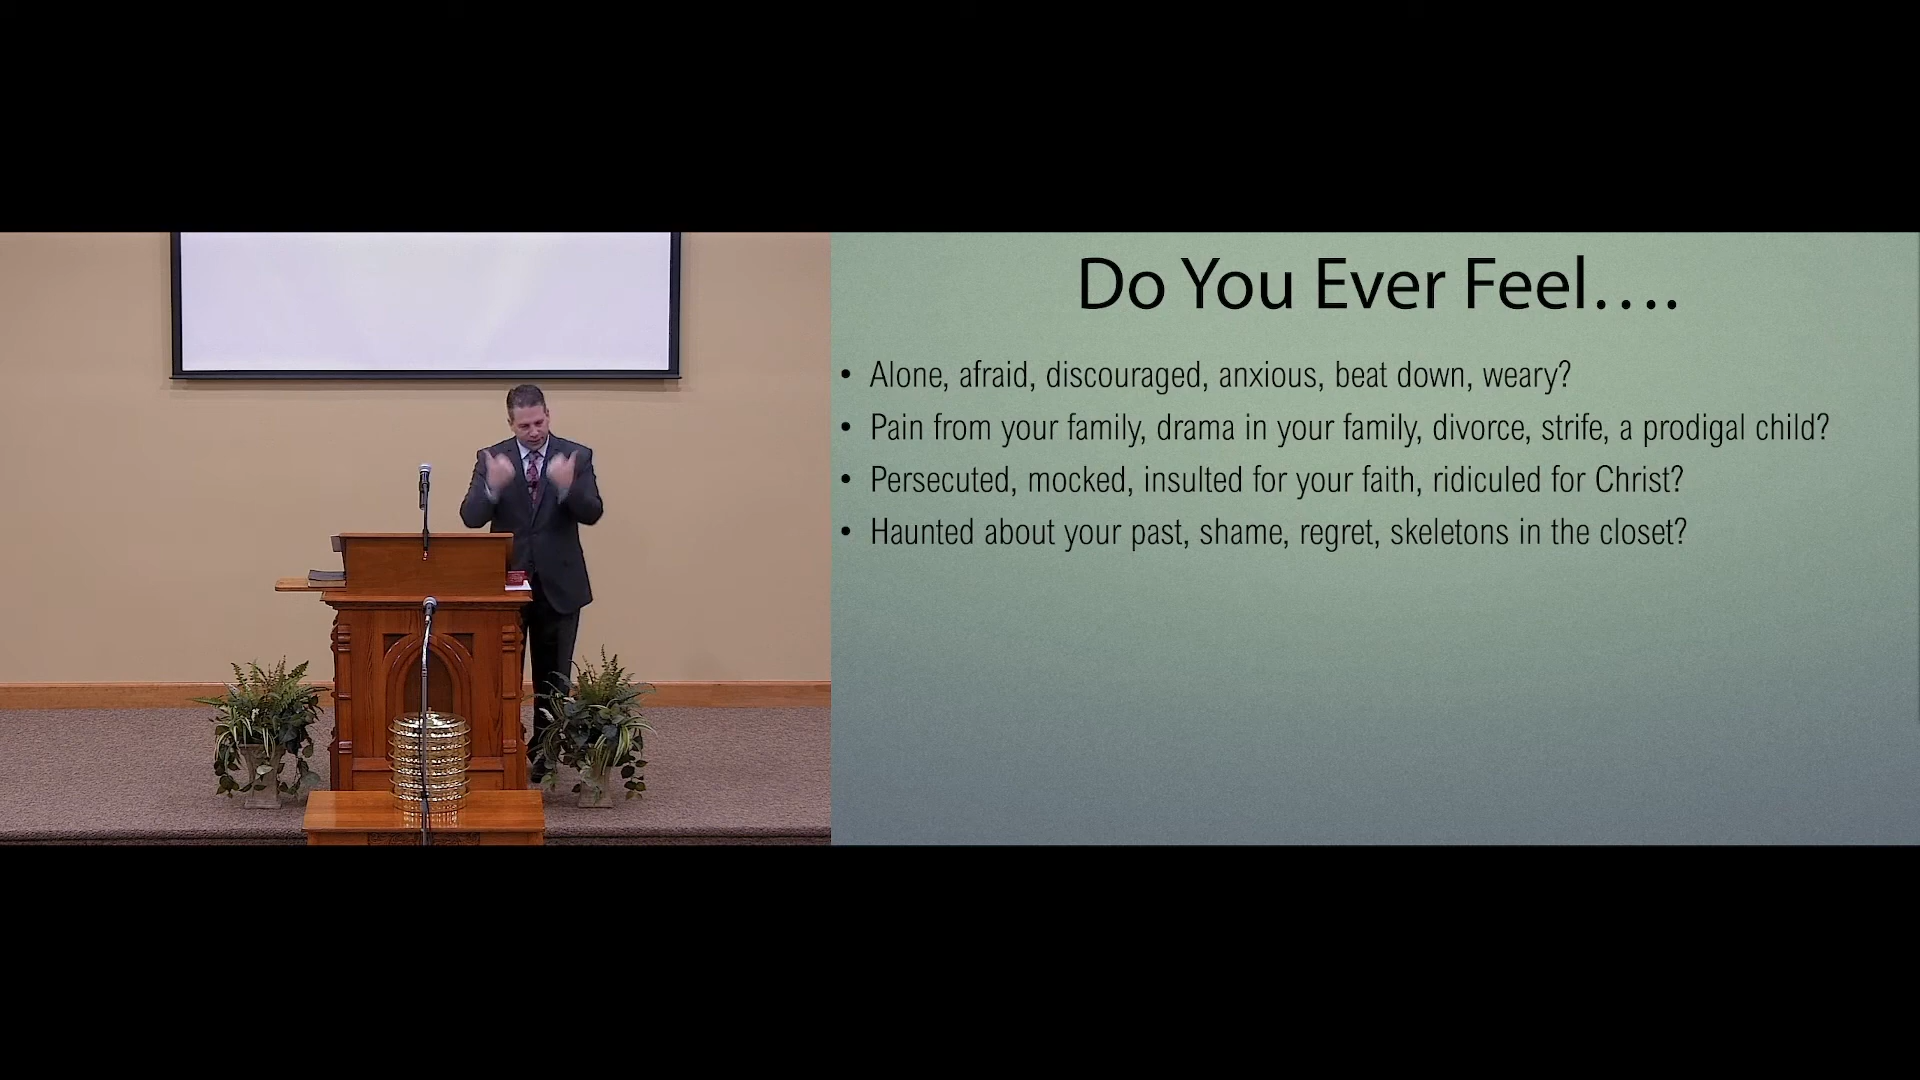 Do You Ever Feel....
• Alone, afraid, discouraged, anxious, beat down, weary?
• Pain from your family, drama in your family, divorce, strife, a prodigal child?
• Persecuted, mocked, insulted for your faith, ridiculed for Christ?
• Haunted about your past, shame, regret, skeletons in the closet?